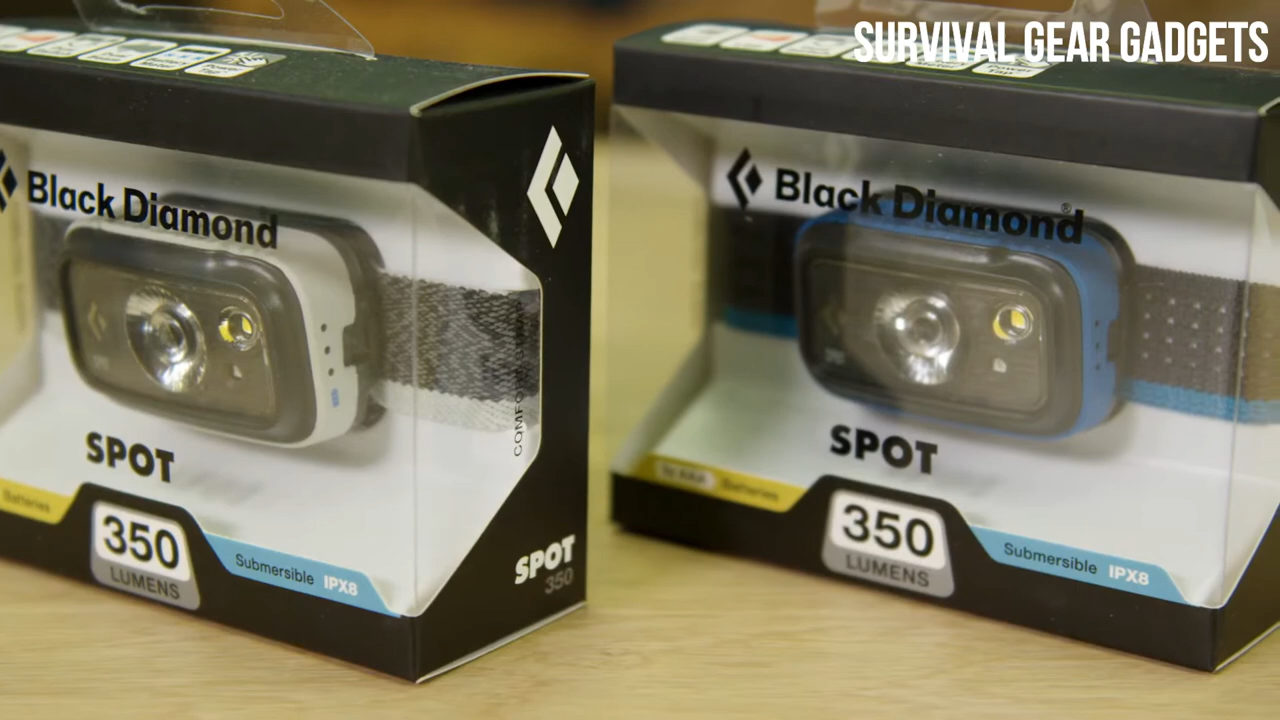 SURVIVAL GEAR GADGETS
Black Diamond
SPOT
Batteries
350
LUMENS
Submersible IPX8
SPOT
350
Black Diamond®
SPOT
Batteries
350
LUMENS
Submersible IPX8